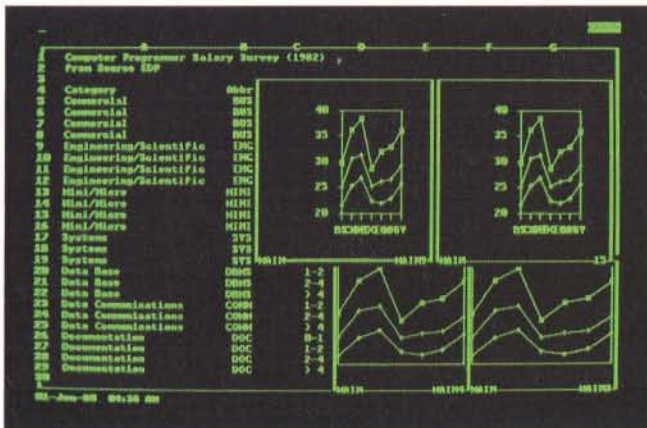 A B C D E F G
1 Computer Programmer Salary Survey (1982)
2 From Source EDP
3
4 Category Abbr
5 Commercial BUS
6 Commercial BUS
7 Commercial BUS
8 Commercial BUS
9 Engineering/Scientific ENG
10 Engineering/Scientific ENG
11 Engineering/Scientific ENG
12 Engineering/Scientific ENG
13 Mini/Micro MINI
14 Mini/Micro MINI
15 Mini/Micro MINI
16 Mini/Micro MINI
17 Systems SYS
18 Systems SYS
19 Systems SYS
20 Data Base DBMS 1-2
21 Data Base DBMS 2-4
22 Data Base DBMS > 4
23 Data Communications COMM 1-2
24 Data Communications COMM 2-4
25 Data Communications COMM > 4
26 Documentation DOC 0-1
27 Documentation DOC 1-2
28 Documentation DOC 2-4
29 Documentation DOC > 4
40
35
30
25
20
MAIN
40
35
30
25
20
MAIN
MAIN
MAIN
01-Jan-80 04:56 AM